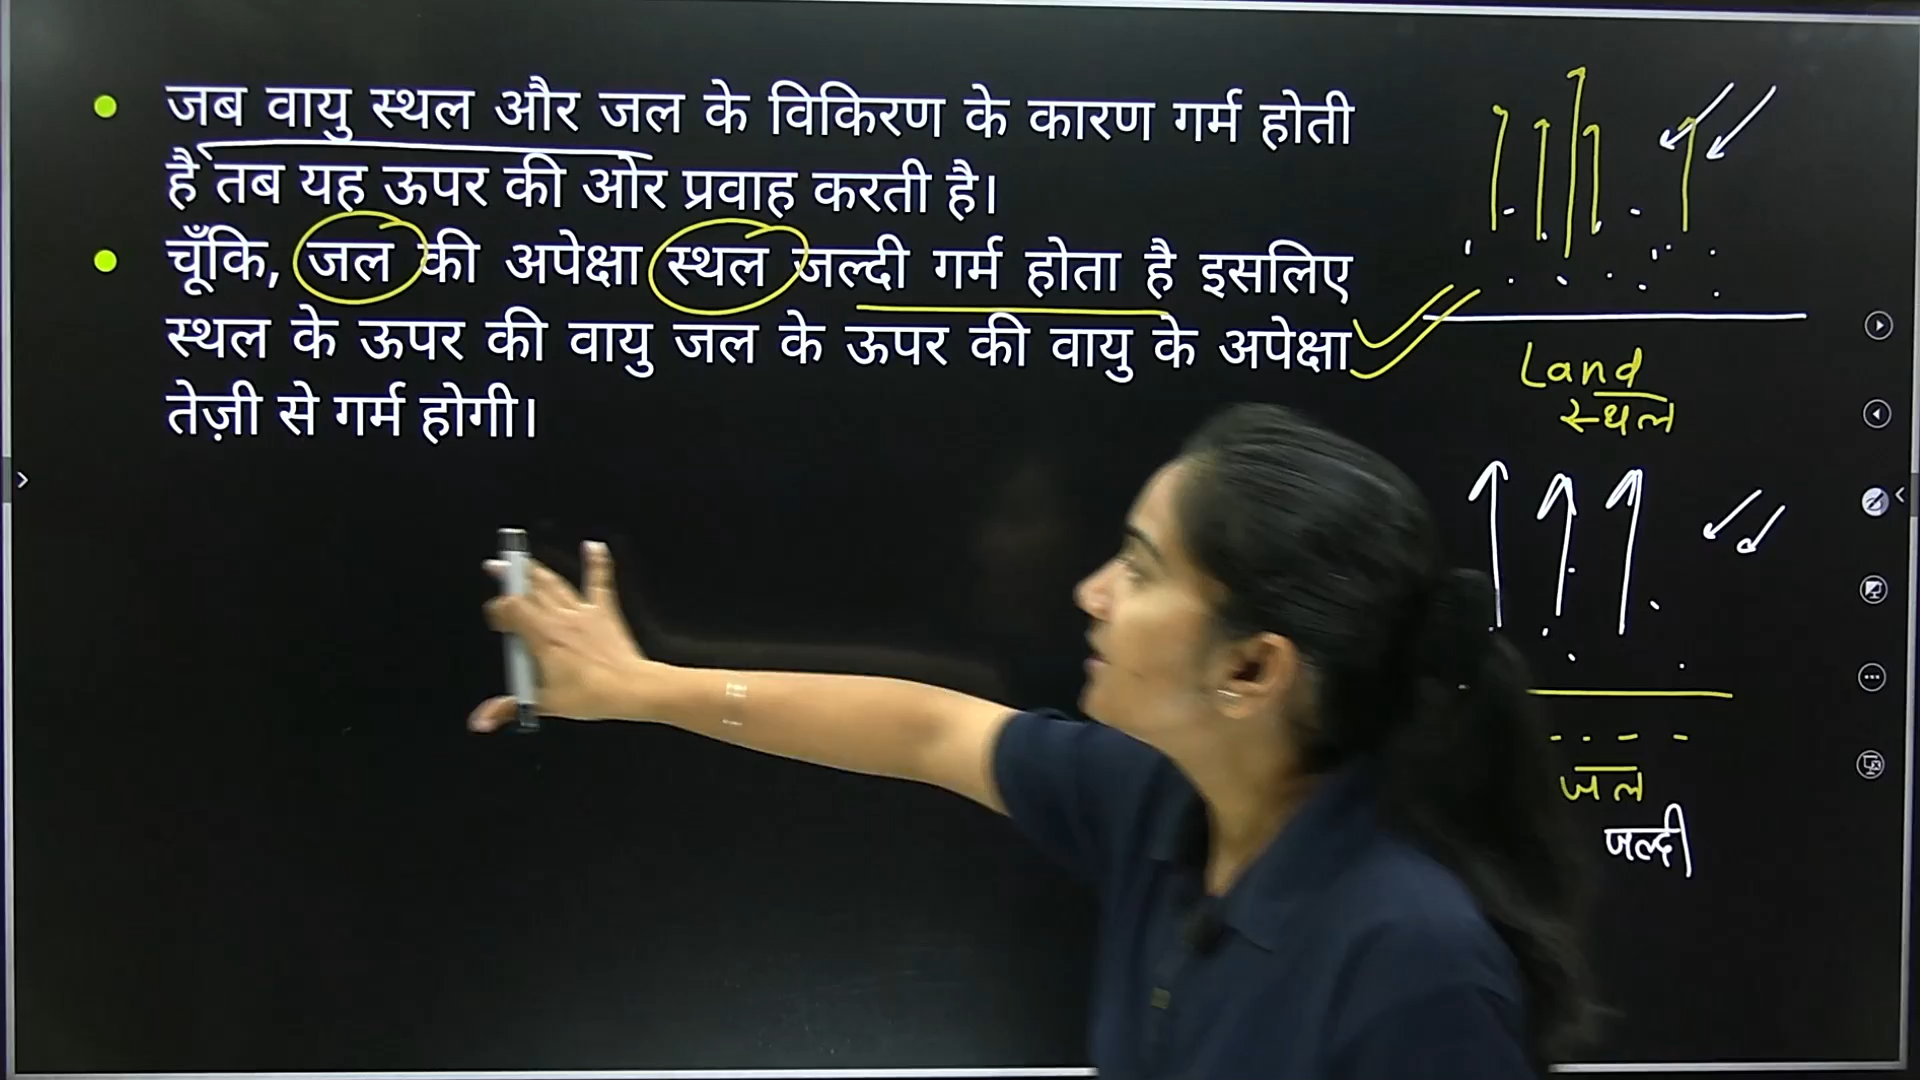 जब वायु स्थल और जल के विकिरण के कारण गर्म होती
है तब यह ऊपर की ओर प्रवाह करती है।
चूँकि, जल की अपेक्षा स्थल जल्दी गर्म होता है इसलिए
स्थल के ऊपर की वायु जल के ऊपर की वायु के अपेक्षा
तेज़ी से गर्म होगी।
Land
स्थल
जल
जल्दी